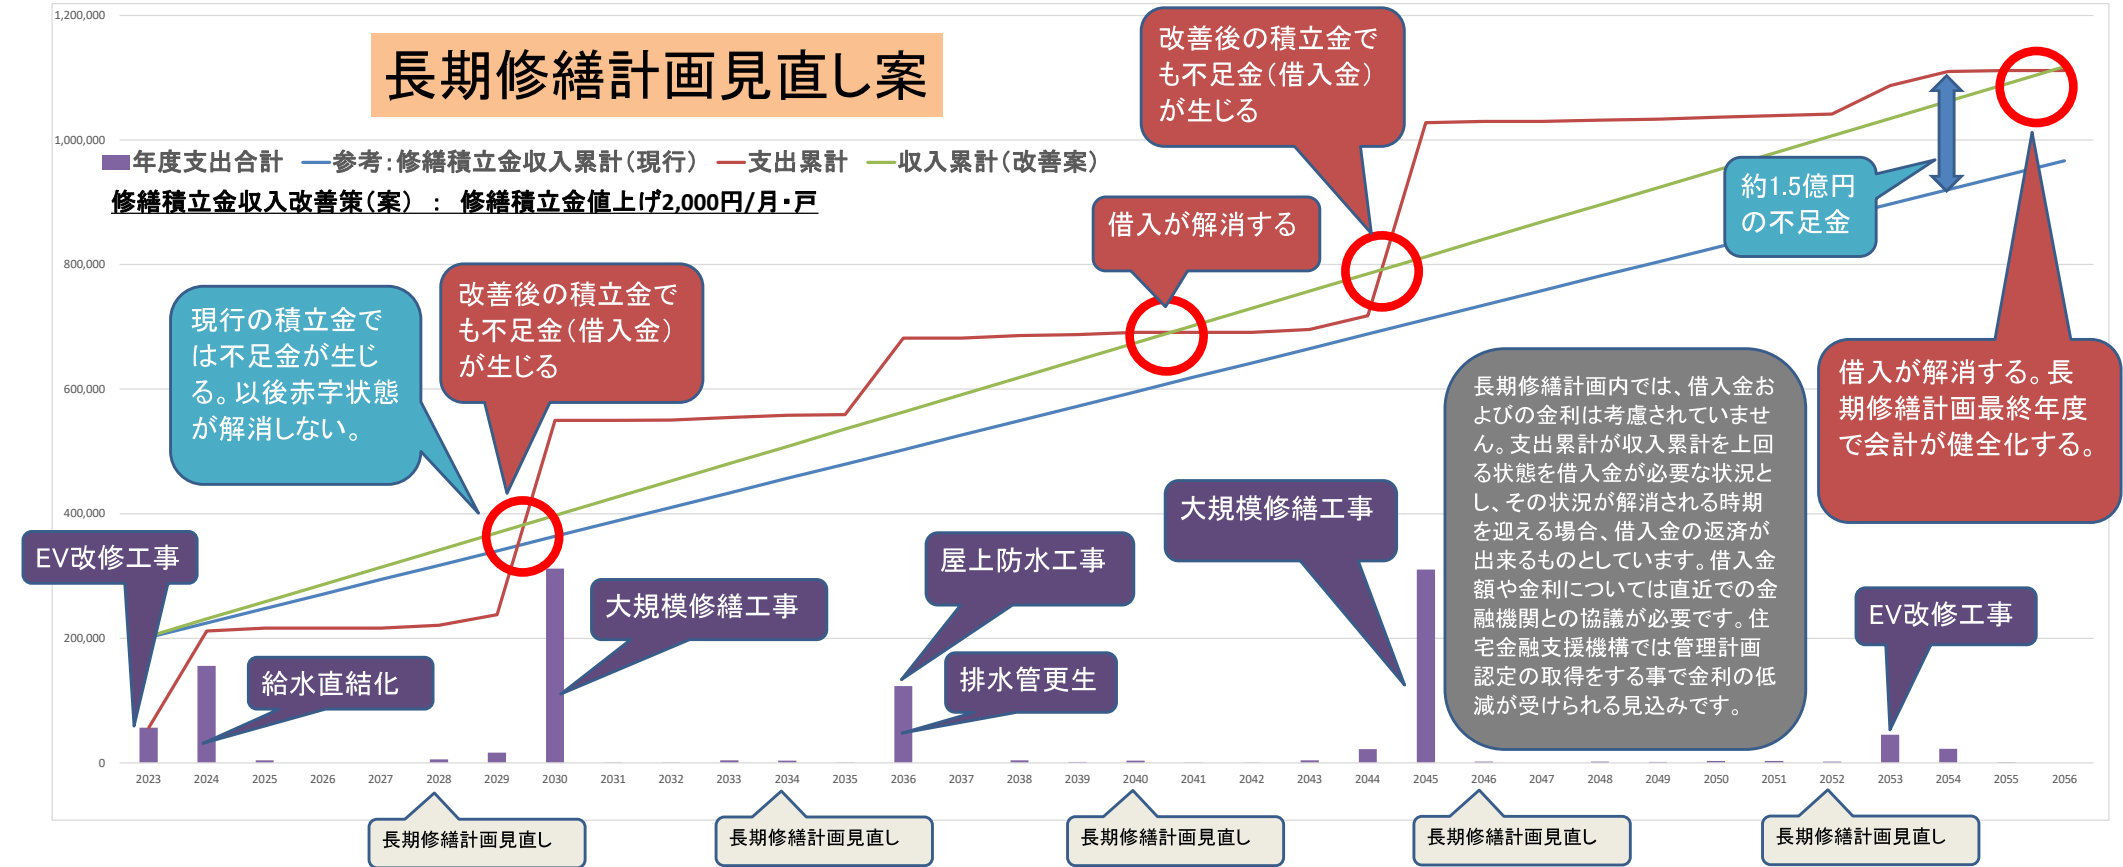 長期修繕計画見直し案
年度支出合計
参考:修繕積立金収入累計(現行)
支出累計
収入累計(改善案)
修繕積立金収入改善策(案) : 修繕積立金値上げ2,000円/月・戸
1,200,000
1,000,000
800,000
600,000
400,000
200,000
0
改善後の積立金で
も不足金(借入金)
が生じる
借入が解消する
約1.5億円
の不足金
現行の積立金で
は不足金が生じ
る。以後赤字状態
が解消しない。
改善後の積立金で
も不足金(借入金)
が生じる
借入が解消する。長
期修繕計画最終年度
で会計が健全化する。
長期修繕計画内では、借入金お
よびの金利は考慮されていませ
ん。支出累計が収入累計を上回
る状態を借入金が必要な状況と
し、その状況が解消される時期
を迎える場合、借入金の返済が
出来るものとしています。借入金
額や金利については直近での金
融機関との協議が必要です。住
宅金融支援機構では管理計画
認定の取得をする事で金利の低
減が受けられる見込みです。
EV改修工事
給水直結化
大規模修繕工事
屋上防水工事
排水管更生
大規模修繕工事
EV改修工事
2023 2024 2025 2026 2027 2028 2029 2030 2031 2032 2033 2034 2035 2036 2037 2038 2039 2040 2041 2042 2043 2044 2045 2046 2047 2048 2049 2050 2051 2052 2053 2054 2055 2056
長期修繕計画見直し
長期修繕計画見直し
長期修繕計画見直し
長期修繕計画見直し
長期修繕計画見直し